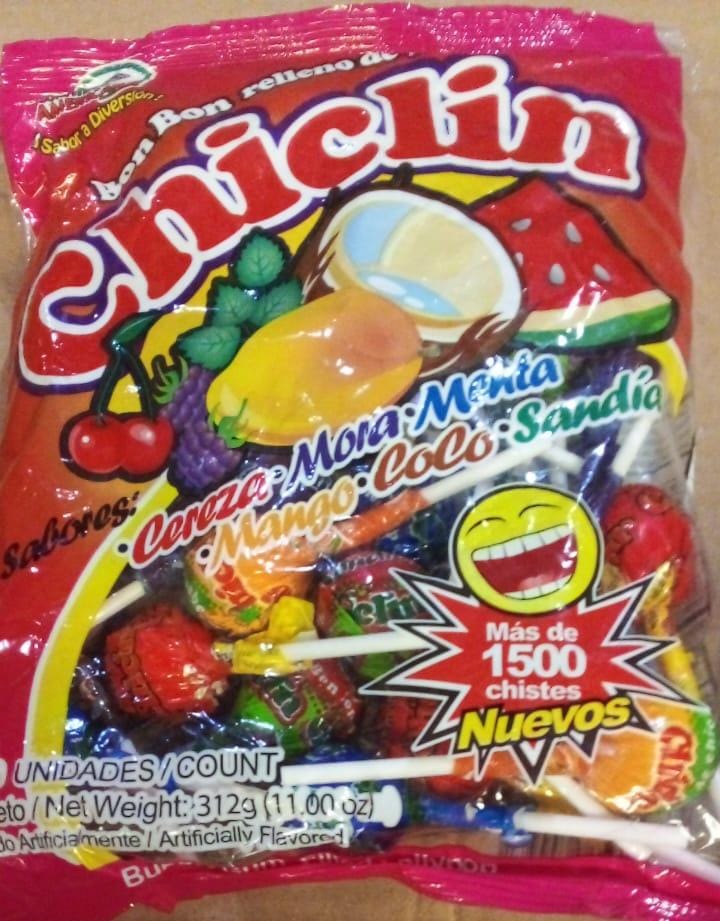 ¡Sabor a Diversión!
Bon Bon relleno de
Chiclin
Sabores:
•Cereza•Mora•Menta
•Mango•Coco•Sandía
Más de
1500
chistes
Nuevos
UNIDADES/COUNT
Net Weight: 312g (11.00 oz)
Artificialmente / Artificially Flavored